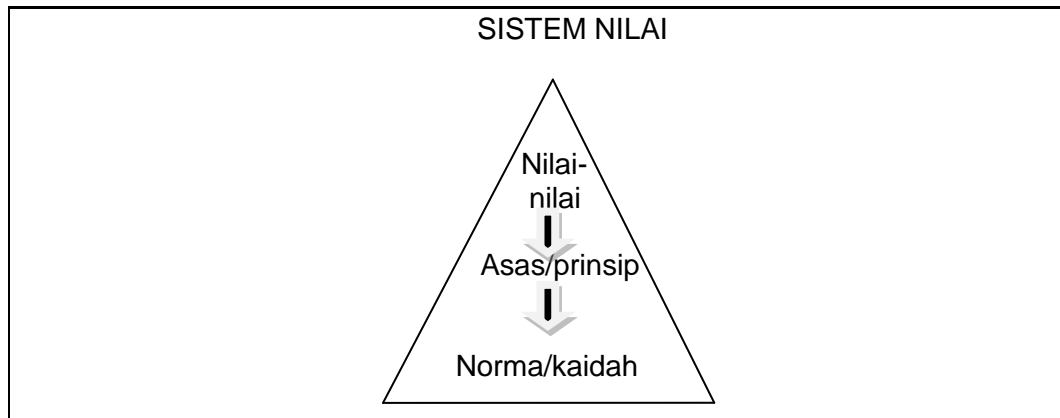 SISTEM NILAI
Nilai-
nilai
Asas/prinsip
Norma/kaidah